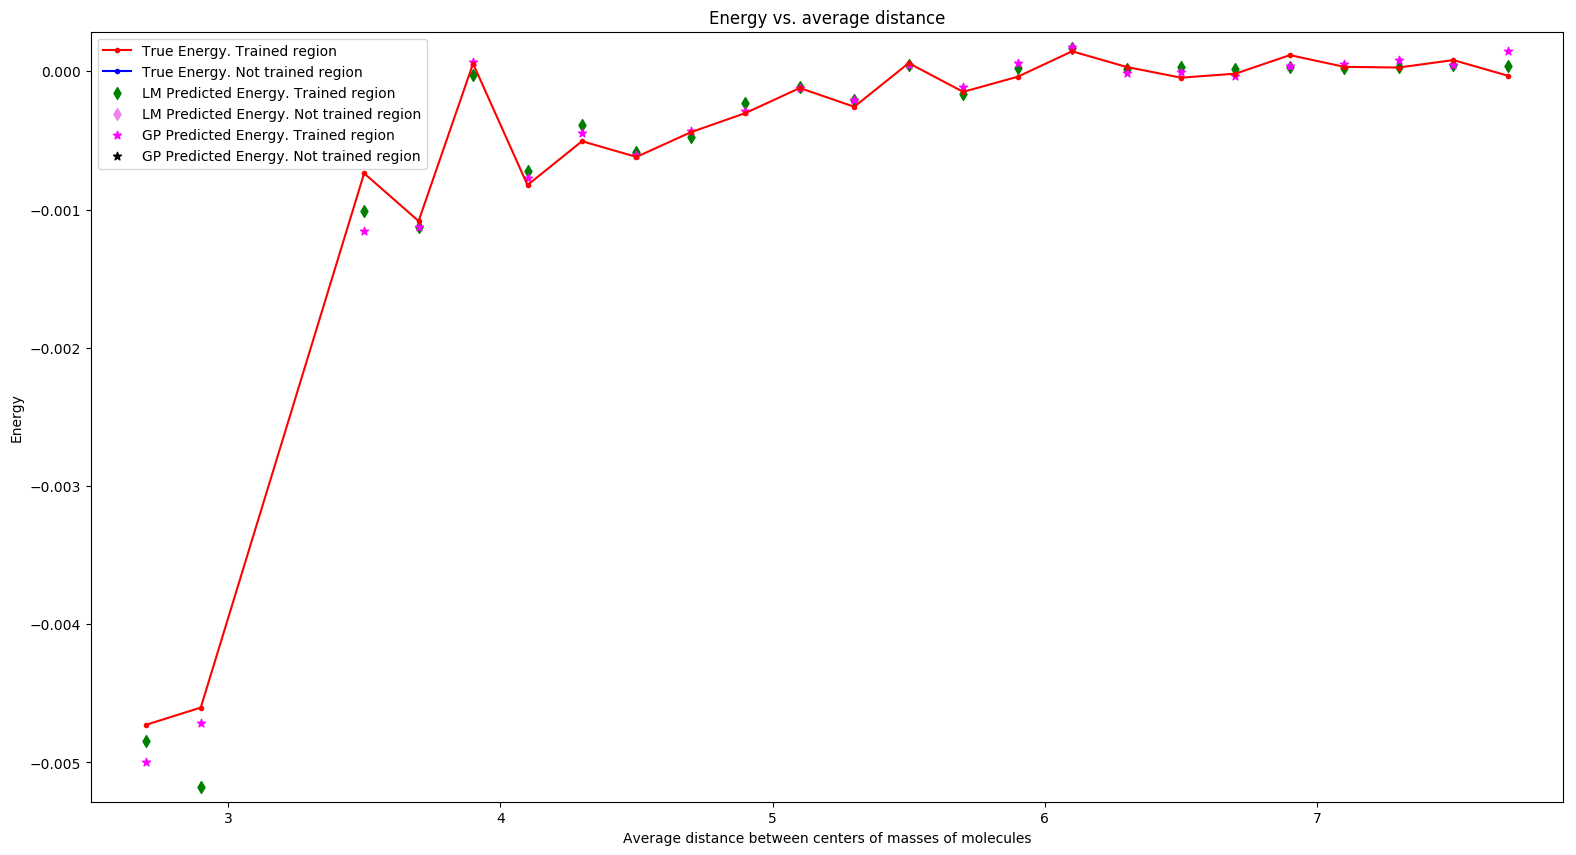 Energy vs. average distance
True Energy. Trained region
True Energy. Not trained region
LM Predicted Energy. Trained region
LM Predicted Energy. Not trained region
GP Predicted Energy. Trained region
GP Predicted Energy. Not trained region
0.000
−0.001
−0.002
−0.003
−0.004
−0.005
Energy
3 4 5 6 7
Average distance between centers of masses of molecules